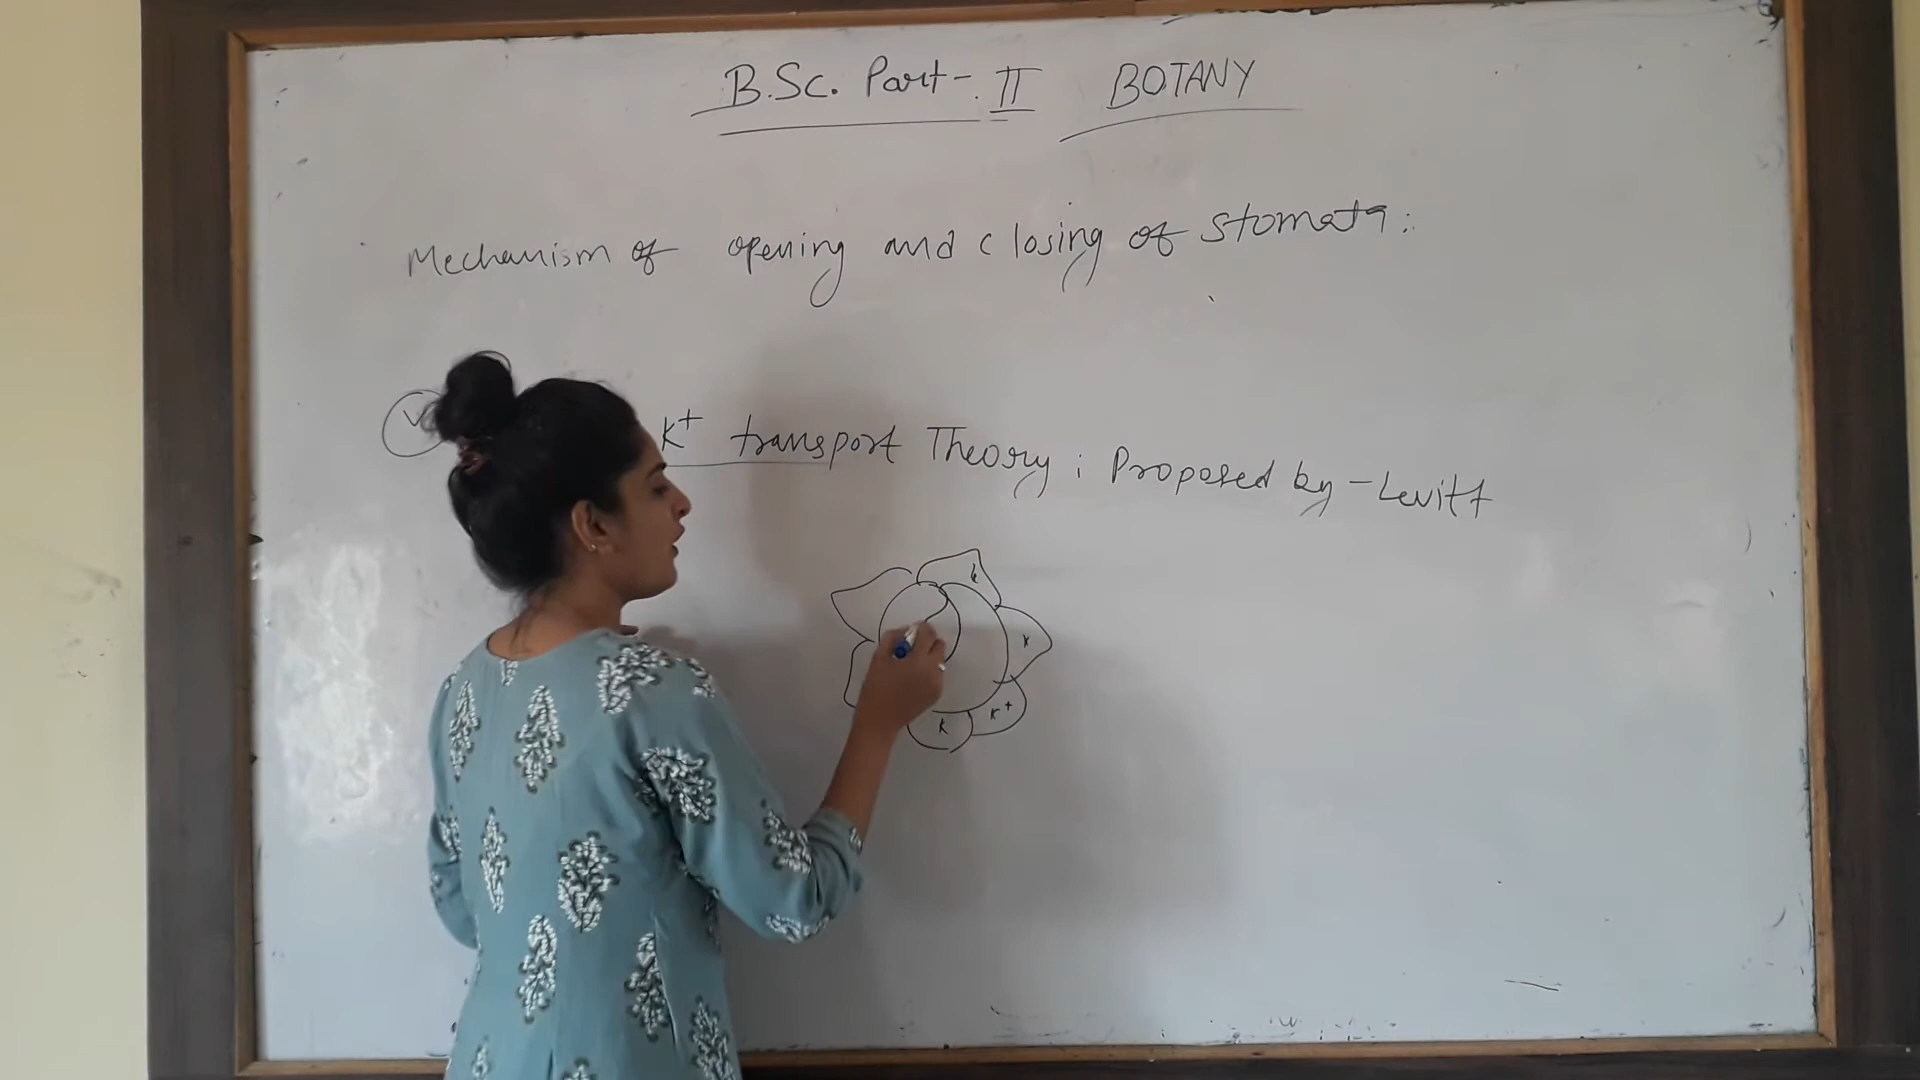 B.Sc. Part-II BOTANY
Mechanism of opening and closing of stomata:
K+ transport Theory; Proposed by-Levitt
K
K
K+
K